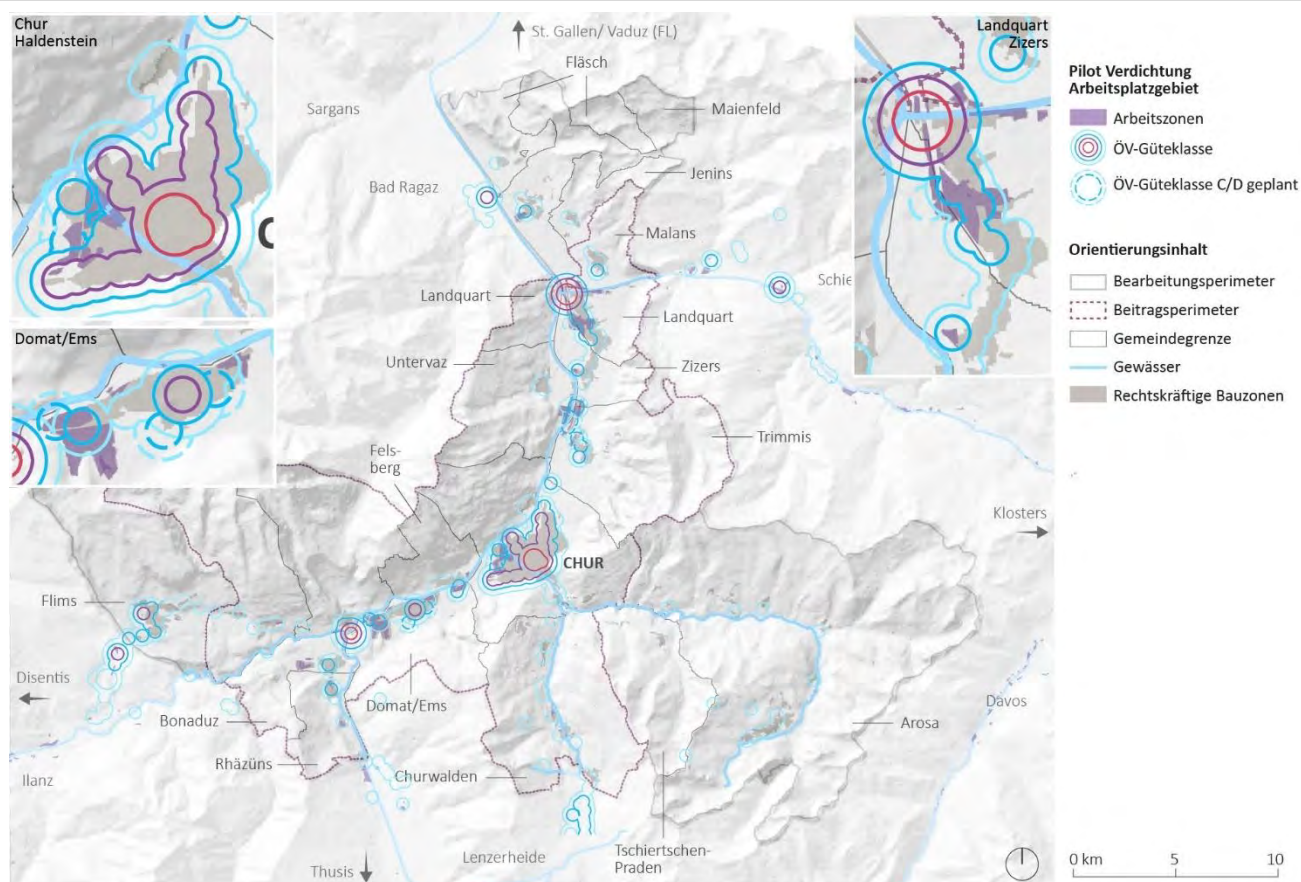 Chur
Haldenstein
St. Gallen/ Vaduz (FL)
Fläsch
Maienfeld
Sargans
Jenins
Bad Ragaz
Malans
Landquart
Landquart
Untervaz
Zizers
Trimmis
Fels-
berg
Klosters
CHUR
Flims
Disentis
Domat/Ems
Davos
Bonaduz
Arosa
Rhäzüns
Churwalden
Ilanz
Tschiertschen-
Praden
Lenzerheide
Thusis
Domat/Ems
Landquart
Zizers
Schie
C
Pilot Verdichtung
Arbeitsplatzgebiet
Arbeitszonen
ÖV-Güteklasse
ÖV-Güteklasse C/D geplant
Orientierungsinhalt
Bearbeitungsperimeter
Beitragsperimeter
Gemeindegrenze
Gewässer
Rechtskräftige Bauzonen
0 km 5 10